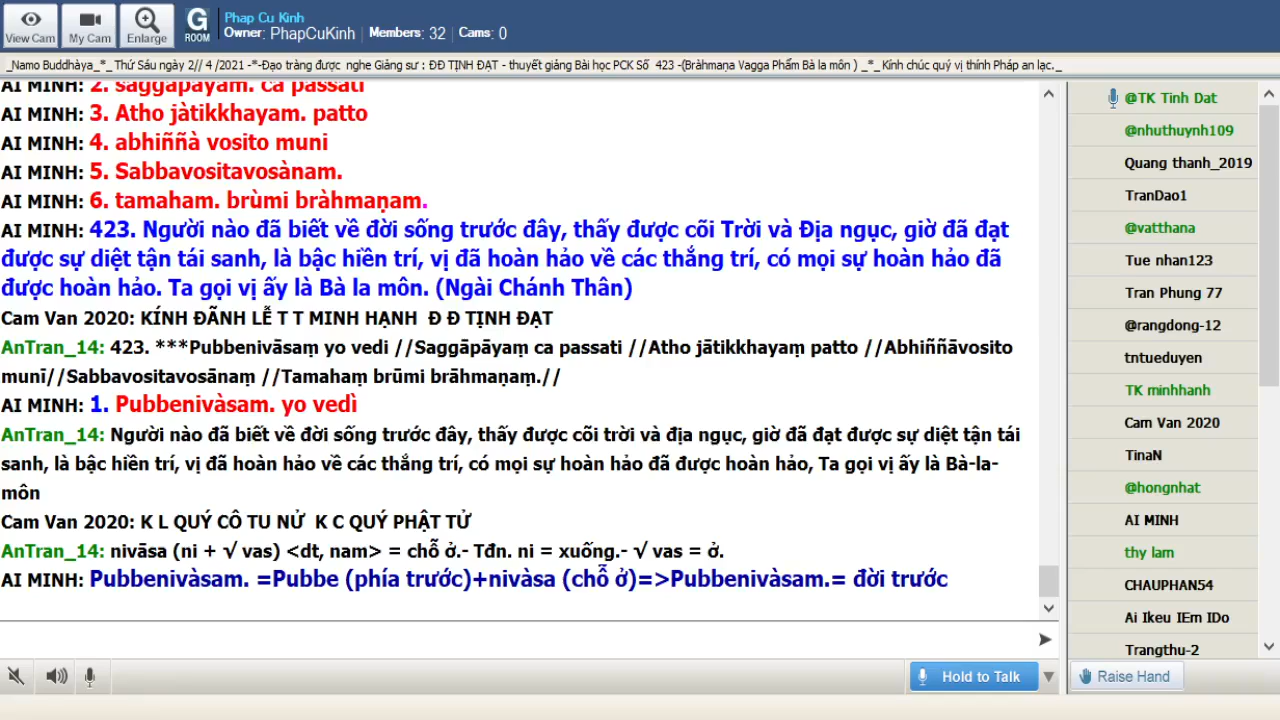 View Cam
My Cam
Enlarge
G
ROOM
Phap Cu Kinh
Owner: PhapCuKinh | Members: 32 | Cams: 0
_Namo Buddhàya_*_ Thứ Sáu ngày 2// 4 /2021 -*-Đạo tràng được nghe Giảng sư : ĐĐ TỊNH ĐẠT - thuyết giảng Bài học PCK Số 423 -(Bràhmaṇa Vagga Phẩm Bà la môn ) _*_ Kính chúc quý vị thính Pháp an lạc._
AI MINH: 2. saggàpàyam. ca passati
AI MINH: 3. Atho jàtikkhayam. patto
AI MINH: 4. abhiññà vosito muni
AI MINH: 5. Sabbavositavosànam.
AI MINH: 6. tamaham. brùmi bràhmaṇam.
AI MINH: 423. Người nào đã biết về đời sống trước đây, thấy được cõi Trời và Địa ngục, giờ đã đạt
được sự diệt tận tái sanh, là bậc hiền trí, vị đã hoàn hảo về các thắng trí, có mọi sự hoàn hảo đã
được hoàn hảo. Ta gọi vị ấy là Bà la môn. (Ngài Chánh Thân)
Cam Van 2020: KÍNH ĐÃNH LỄ T T MINH HẠNH Đ Đ TỊNH ĐẠT
AnTran_14: 423. ***Pubbenivāsaṃ yo vedi //Saggāpāyaṃ ca passati //Atho jātikkhayaṃ patto //Abhiññāvosito
munī//Sabbavositavosānaṃ //Tamahaṃ brūmi brāhmaṇaṃ.//
AI MINH: 1. Pubbenivàsam. yo vedì
AnTran_14: Người nào đã biết về đời sống trước đây, thấy được cõi trời và địa ngục, giờ đã đạt được sự diệt tận tái
sanh, là bậc hiền trí, vị đã hoàn hảo về các thắng trí, có mọi sự hoàn hảo đã được hoàn hảo, Ta gọi vị ấy là Bà-la-
môn
Cam Van 2020: K L QUÝ CÔ TU NỬ K C QUÝ PHẬT TỬ
AnTran_14: nivāsa (ni + √ vas) <dt, nam> = chỗ ở.- Tđn. ni = xuống.- √ vas = ở.
AI MINH: Pubbenivàsam. =Pubbe (phía trước)+nivàsa (chỗ ở)=>Pubbenivàsam.= đời trước
Hold to Talk
@TK Tinh Dat
@nhuthuynh109
Quang thanh_2019
TranDao1
@vatthana
Tue nhan123
Tran Phung 77
@rangdong-12
tntueduyen
TK minhhanh
Cam Van 2020
TinaN
@hongnhat
AI MINH
thy lam
CHAUPHAN54
Ai Ikeu IEm IDo
Trangthu-2
Raise Hand